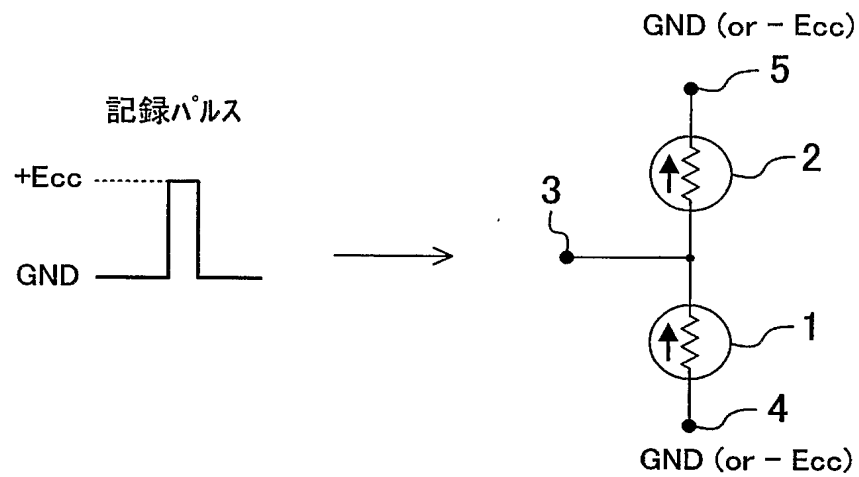 GND (or - Ecc)
5
記録パルス
2
+Ecc
3
GND
1
4
GND (or - Ecc)